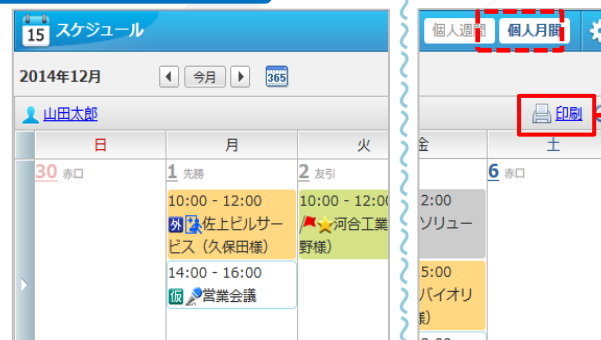 15 スケジュール
個人週間 個人月間
2014年12月 今月 365
山田太郎 印刷
日 月 火 金 土
30 赤口 1 先勝 2 友引 6 赤口
10:00 - 12:00 10:00 - 12:00 2:00
外 佐上ビルサー 河合工業 ソリュー
ビス（久保田様） 野様）
14:00 - 16:00 5:00
仮 営業会議 バイオリ
様）